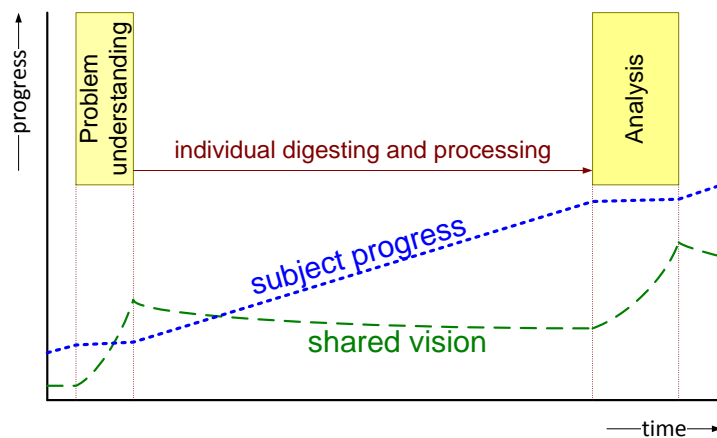 progress
Problem
understanding
individual digesting and processing
Analysis
subject progress
shared vision
time